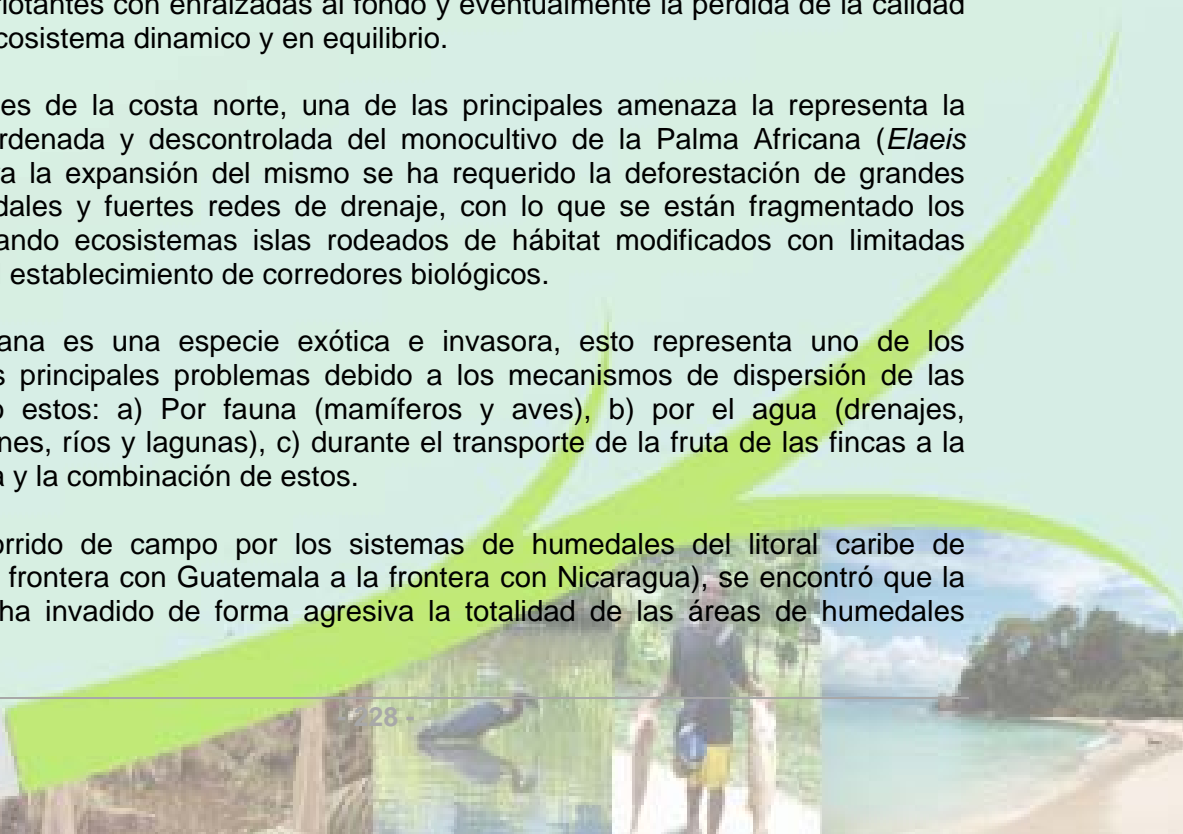 flotantes con enraizadas al fondo y eventualmente la pérdida de la calidad
cosistema dinamico y en equilibrio.
es de la costa norte, una de las principales amenaza la representa la
rdenada y descontrolada del monocultivo de la Palma Africana (Elaeis
a la expansión del mismo se ha requerido la deforestación de grandes
dales y fuertes redes de drenaje, con lo que se están fragmentado los
ando ecosistemas islas rodeados de hábitat modificados con limitadas
establecimiento de corredores biológicos.
ana es una especie exótica e invasora, esto representa uno de los
s principales problemas debido a los mecanismos de dispersión de las
o estos: a) Por fauna (mamíferos y aves), b) por el agua (drenajes,
nes, ríos y lagunas), c) durante el transporte de la fruta de las fincas a la
a y la combinación de estos.
orrido de campo por los sistemas de humedales del litoral caribe de
frontera con Guatemala a la frontera con Nicaragua), se encontró que la
ha invadido de forma agresiva la totalidad de las áreas de humedales
28 •